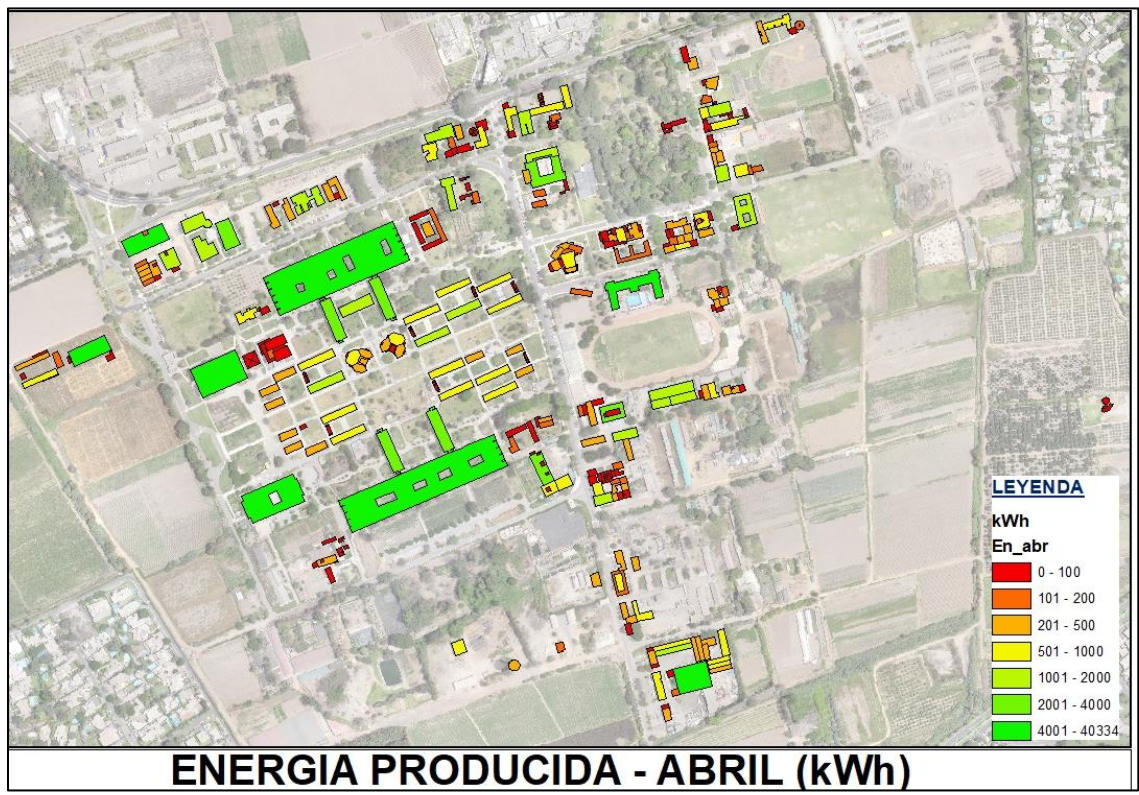 LEYENDA
kWh
En_abr
0 - 100
101 - 200
201 - 500
501 - 1000
1001 - 2000
2001 - 4000
4001 - 40334
ENERGIA PRODUCIDA - ABRIL (kWh)